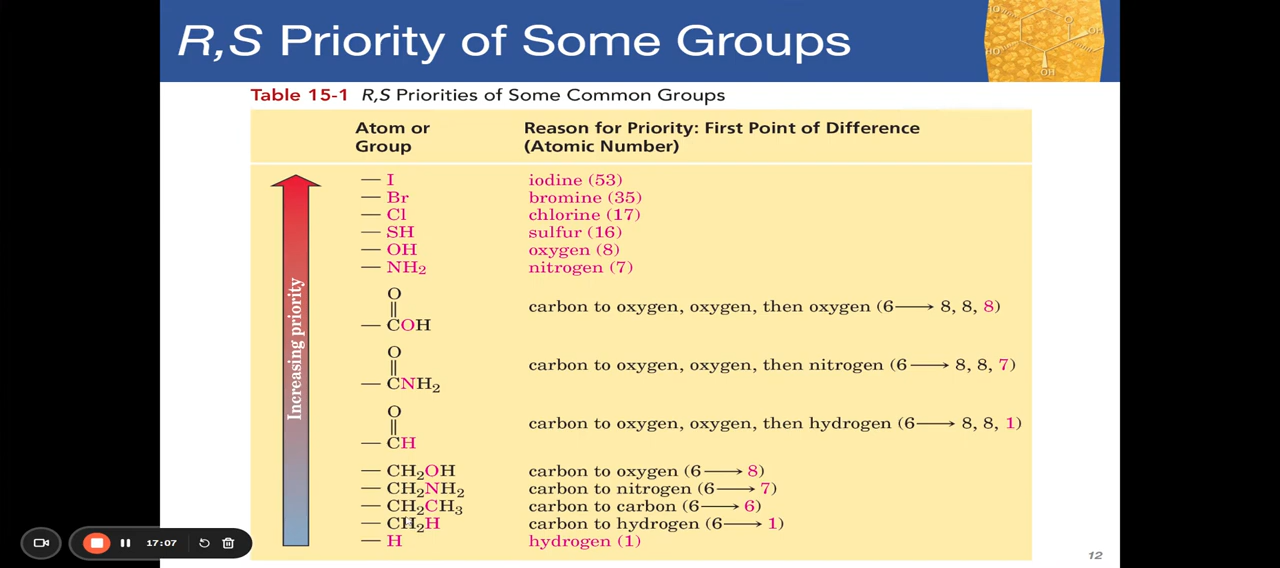 R,S Priority of Some Groups
HO
O
OH
HO
OH
Table 15-1 R,S Priorities of Some Common Groups
Atom or Group
Reason for Priority: First Point of Difference (Atomic Number)
Increasing priority
— I iodine (53)
— Br bromine (35)
— Cl chlorine (17)
— SH sulfur (16)
— OH oxygen (8)
— NH₂ nitrogen (7)
O
‖
— COH carbon to oxygen, oxygen, then oxygen (6 ⟶ 8, 8, 8)
O
‖
— CNH₂ carbon to oxygen, oxygen, then nitrogen (6 ⟶ 8, 8, 7)
O
‖
— CH carbon to oxygen, oxygen, then hydrogen (6 ⟶ 8, 8, 1)
— CH₂OH carbon to oxygen (6 ⟶ 8)
— CH₂NH₂ carbon to nitrogen (6 ⟶ 7)
— CH₂CH₃ carbon to carbon (6 ⟶ 6)
— CH₂H carbon to hydrogen (6 ⟶ 1)
— H hydrogen (1)
17:07
12